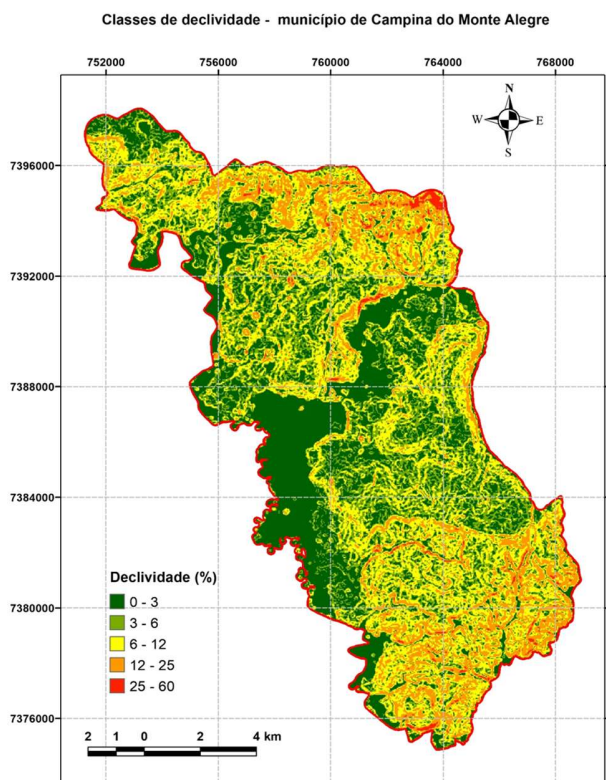 Classes de declividade - município de Campina do Monte Alegre
752000 756000 760000 764000 768000
N
W E
S
7396000
7392000
7388000
7384000
7380000
7376000
Declividade (%)
0 - 3
3 - 6
6 - 12
12 - 25
25 - 60
2 1 0 2 4 km